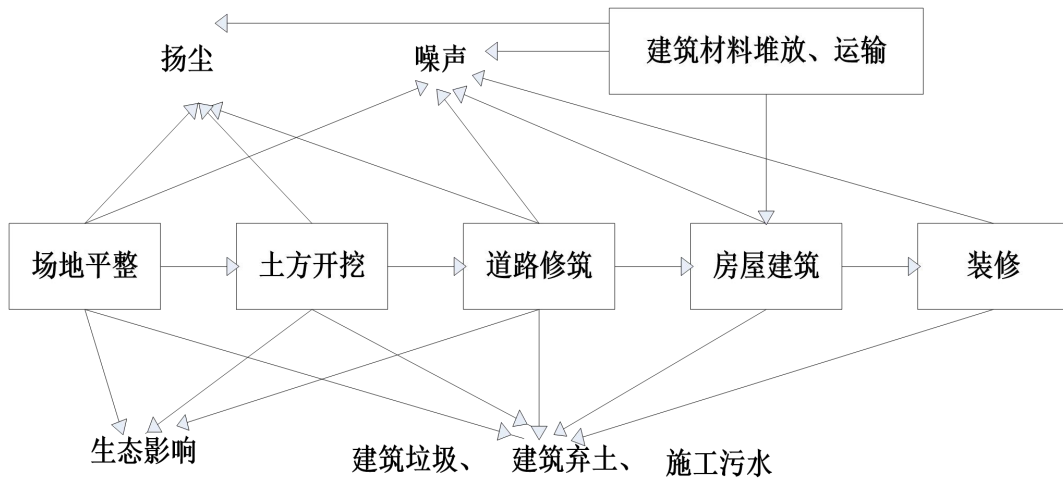 建筑材料堆放、运输
扬尘
噪声
场地平整
土方开挖
道路修筑
房屋建筑
装修
生态影响
建筑垃圾、 建筑弃土、 施工污水